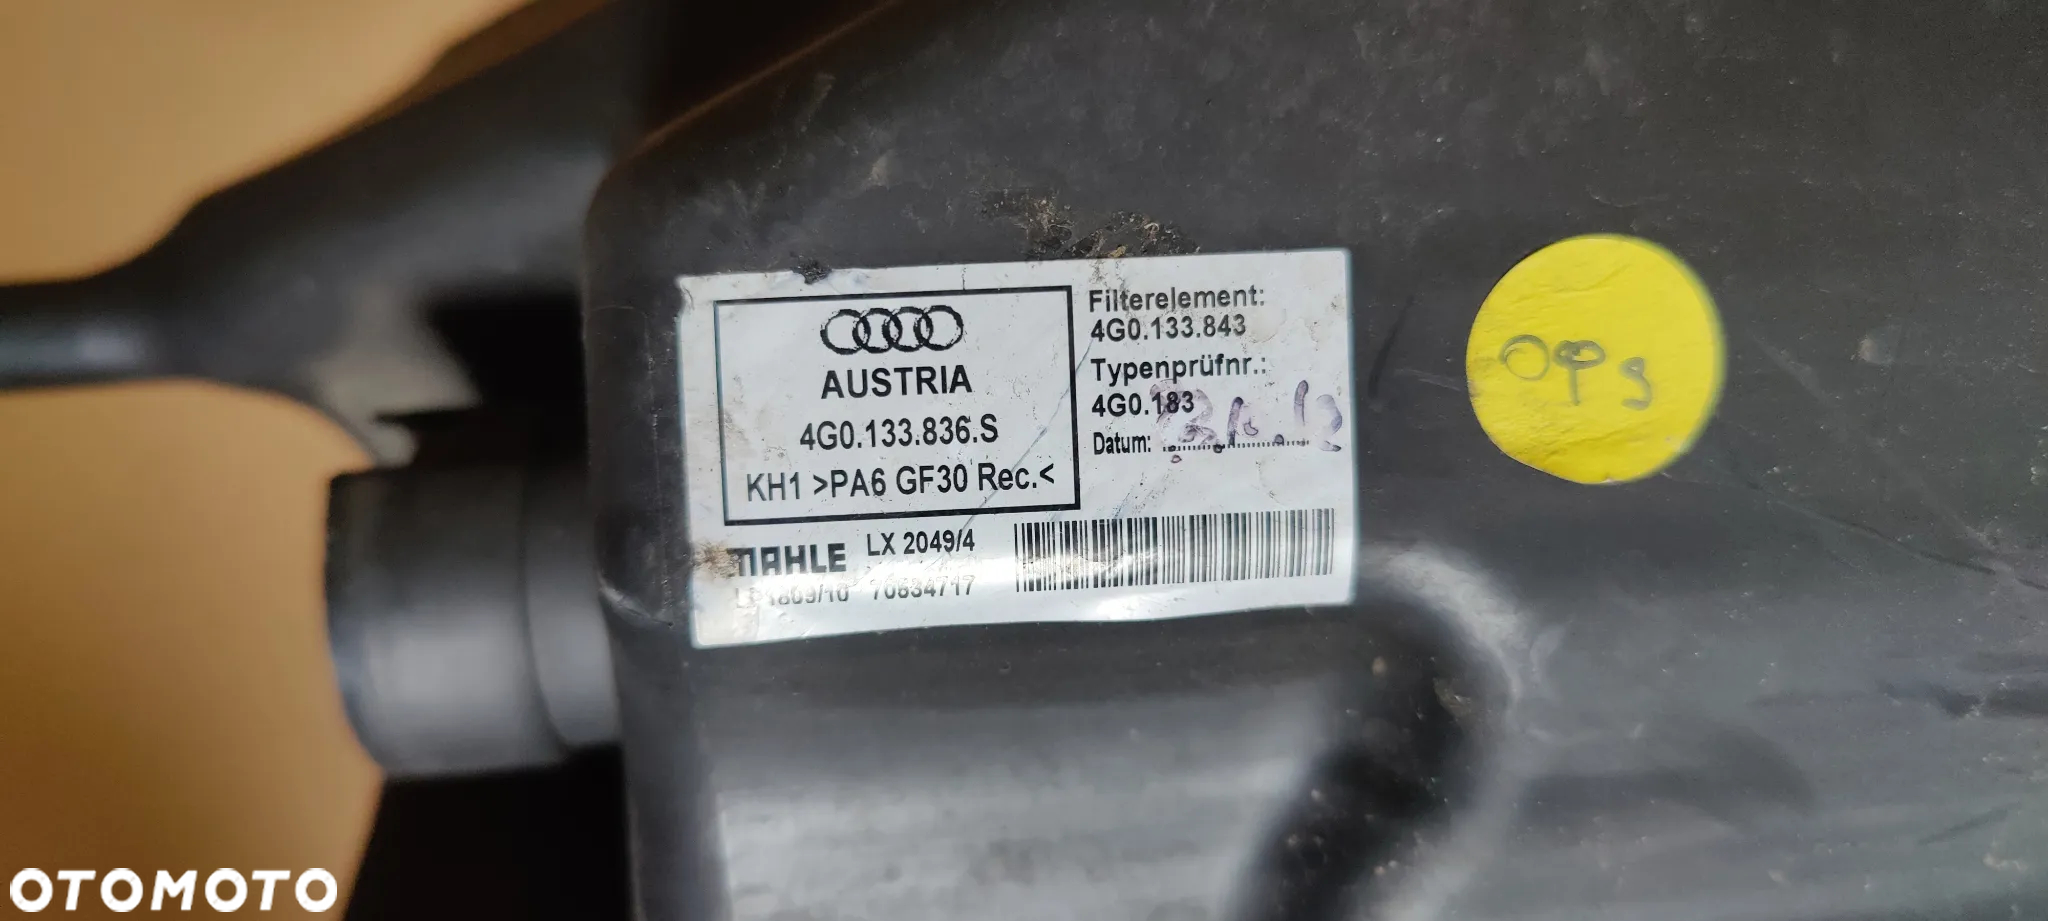 AUSTRIA
4G0.133.836.S
KH1 >PA6 GF30 Rec.<
Filterelement:
4G0.133.843
Typenprüfnr.:
4G0.183
Datum:
MAHLE
LX 2049/4
70634717
OTOMOTO